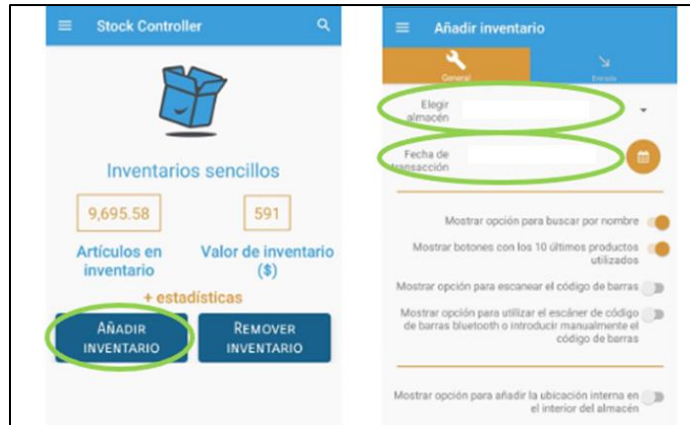 Stock Controller
Inventarios sencillos
9,695.58
591
Artículos en
inventario
Valor de inventario
($)
+ estadísticas
AÑADIR
INVENTARIO
REMOVER
INVENTARIO
Añadir inventario
General
Entrada
Elegir
almacén
Fecha de
transacción
Mostrar opción para buscar por nombre
Mostrar botones con los 10 últimos productos
utilizados
Mostrar opción para escanear el código de barras
Mostrar opción para utilizar el escáner de código
de barras bluetooth o introducir manualmente el
código de barras
Mostrar opción para añadir la ubicación interna en
el interior del almacén